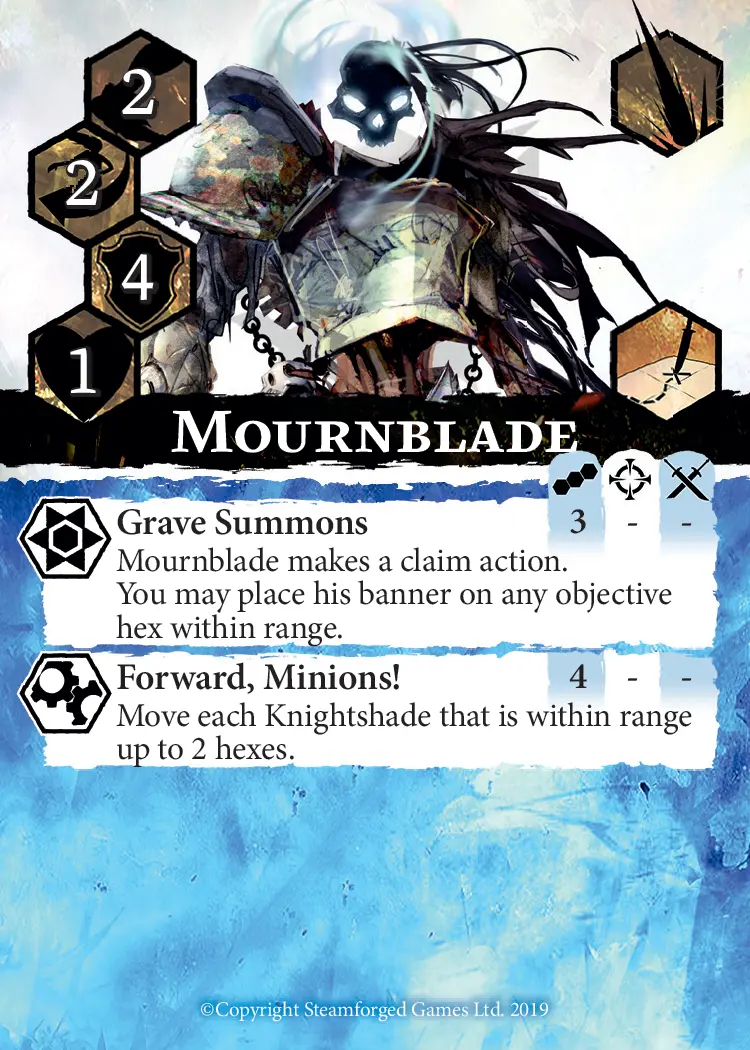 2
2
4
1
MOURNBLADE
Grave Summons 3 - -
Mournblade makes a claim action.
You may place his banner on any objective
hex within range.
Forward, Minions! 4 - -
Move each Knightshade that is within range
up to 2 hexes.
©Copyright Steamforged Games Ltd. 2019